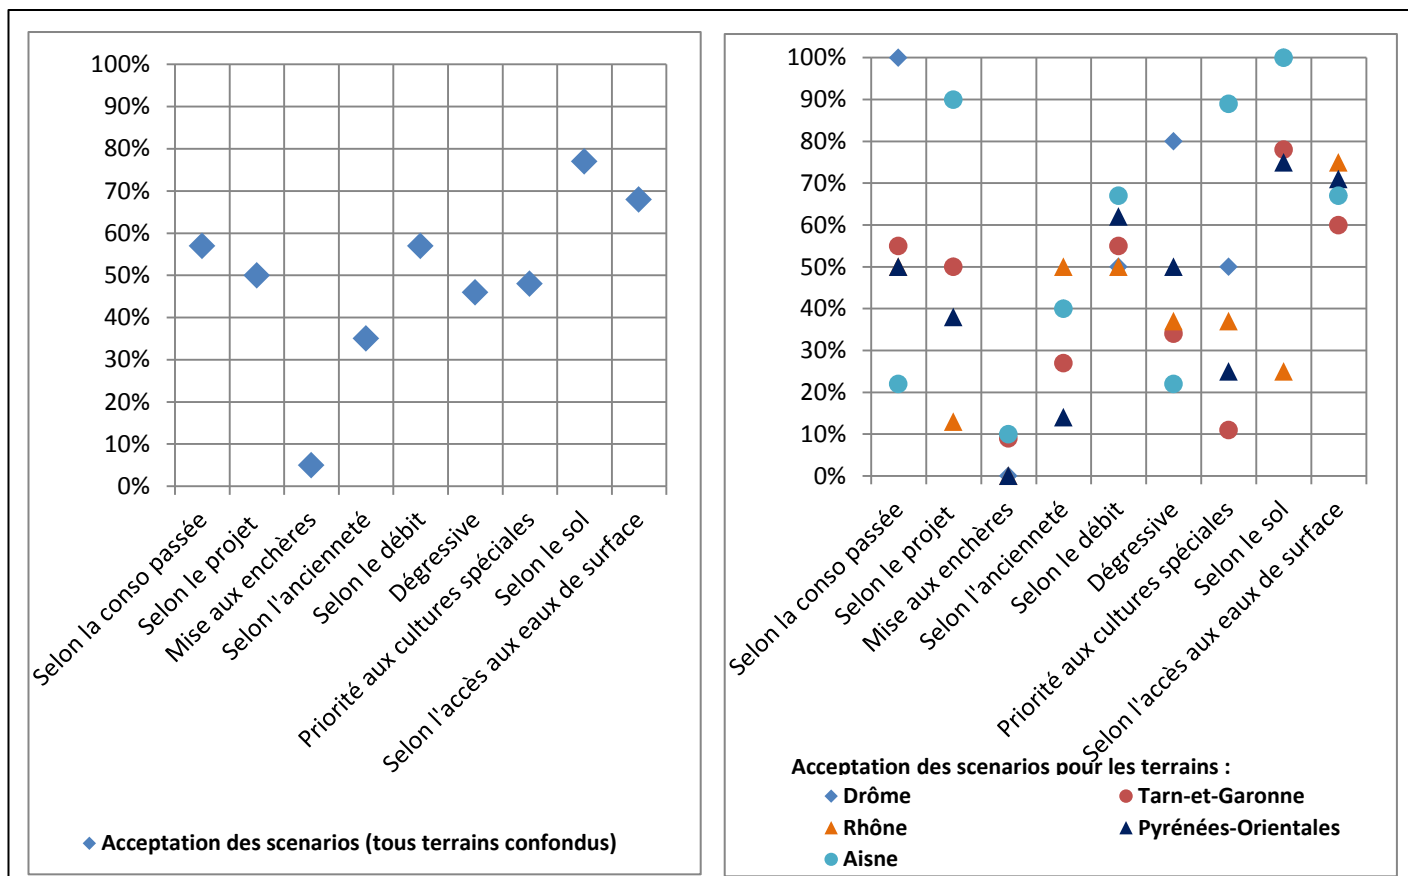 100%
90%
80%
70%
60%
50%
40%
30%
20%
10%
0%
Selon la conso passée
Selon le projet
Mise aux enchères
Selon l'ancienneté
Selon le débit
Dégressive
Priorité aux cultures spéciales
Selon le sol
Selon l'accès aux eaux de surface
Acceptation des scenarios (tous terrains confondus)
100%
90%
80%
70%
60%
50%
40%
30%
20%
10%
0%
Selon la conso passée
Selon le projet
Mise aux enchères
Selon l'ancienneté
Selon le débit
Dégressive
Priorité aux cultures spéciales
Selon le sol
Selon l'accès aux eaux de surface
Acceptation des scenarios pour les terrains :
Drôme
Tarn-et-Garonne
Rhône
Pyrénées-Orientales
Aisne